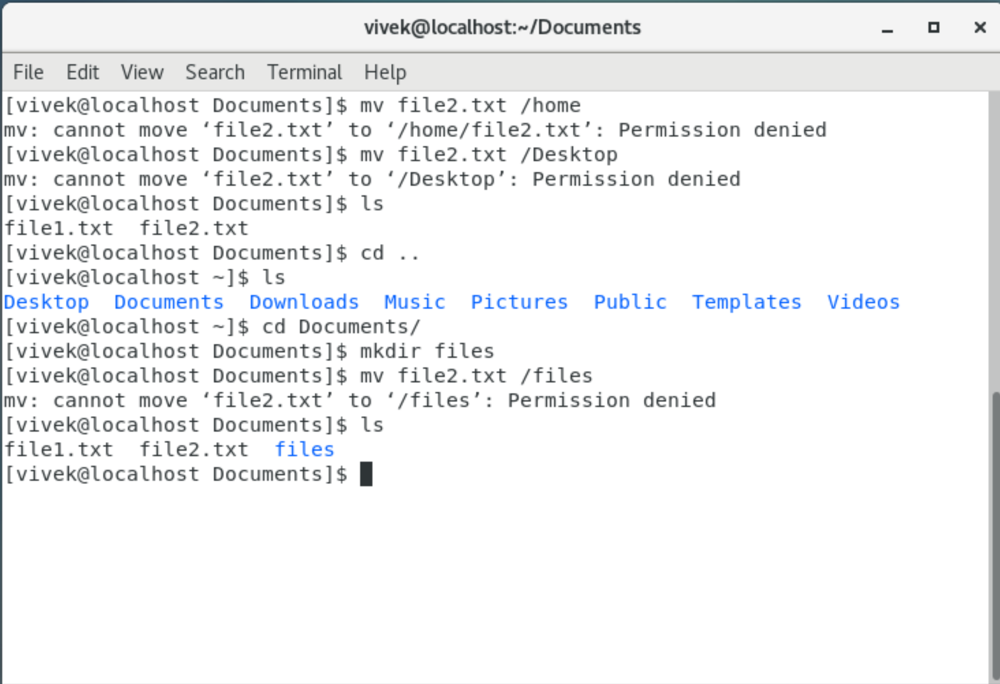 vivek@localhost:~/Documents
File Edit View Search Terminal Help
[vivek@localhost Documents]$ mv file2.txt /home
mv: cannot move ‘file2.txt’ to ‘/home/file2.txt’: Permission denied
[vivek@localhost Documents]$ mv file2.txt /Desktop
mv: cannot move ‘file2.txt’ to ‘/Desktop’: Permission denied
[vivek@localhost Documents]$ ls
file1.txt  file2.txt
[vivek@localhost Documents]$ cd ..
[vivek@localhost ~]$ ls
Desktop  Documents  Downloads  Music  Pictures  Public  Templates  Videos
[vivek@localhost ~]$ cd Documents/
[vivek@localhost Documents]$ mkdir files
[vivek@localhost Documents]$ mv file2.txt /files
mv: cannot move ‘file2.txt’ to ‘/files’: Permission denied
[vivek@localhost Documents]$ ls
file1.txt  file2.txt  files
[vivek@localhost Documents]$